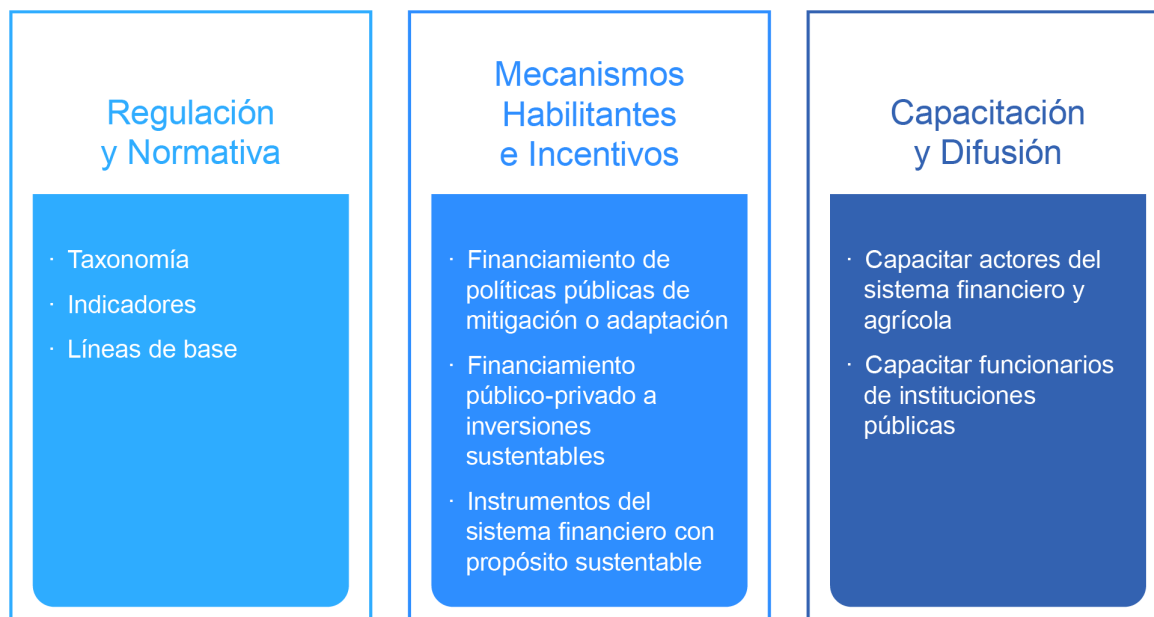 Regulación
y Normativa
· Taxonomía
· Indicadores
· Líneas de base
Mecanismos
Habilitantes
e Incentivos
· Financiamiento de
políticas públicas de
mitigación o adaptación
· Financiamiento
público-privado a
inversiones
sustentables
· Instrumentos del
sistema financiero con
propósito sustentable
Capacitación
y Difusión
· Capacitar actores del
sistema financiero y
agrícola
· Capacitar funcionarios
de instituciones
públicas